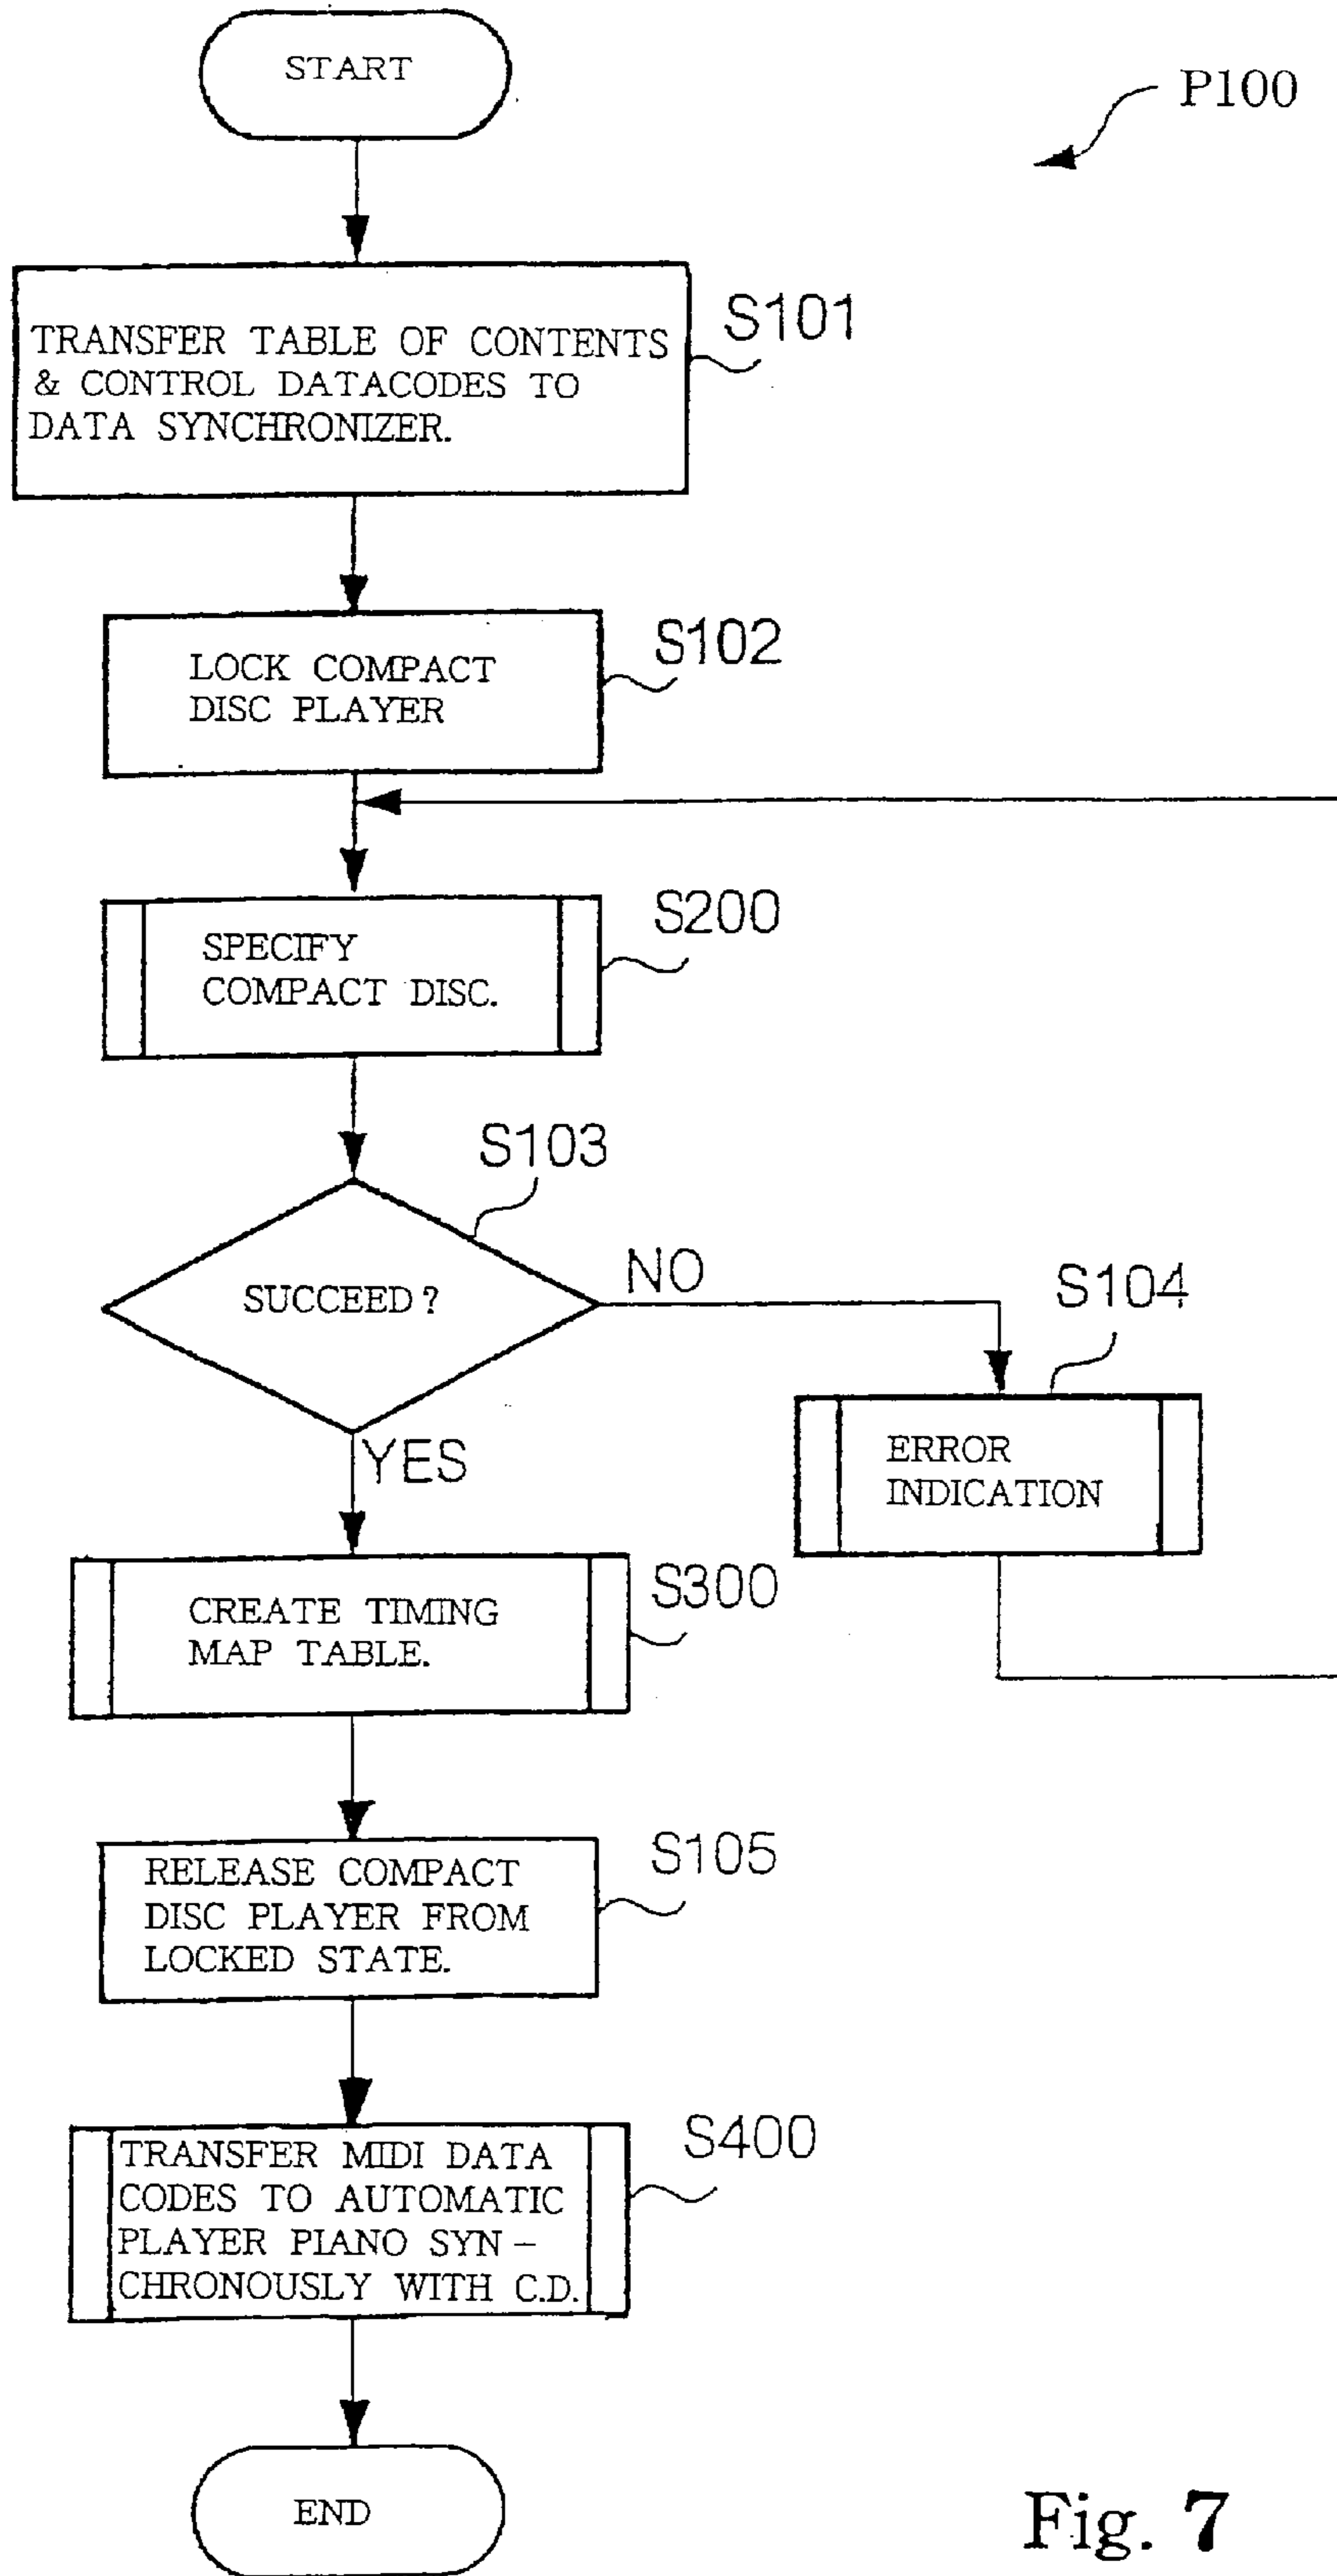 START
P100
TRANSFER TABLE OF CONTENTS
& CONTROL DATACODES TO
DATA SYNCHRONIZER.
S101
LOCK COMPACT
DISC PLAYER
S102
SPECIFY
COMPACT DISC.
S200
S103
SUCCEED?
NO
YES
S104
ERROR
INDICATION
CREATE TIMING
MAP TABLE.
S300
RELEASE COMPACT
DISC PLAYER FROM
LOCKED STATE.
S105
TRANSFER MIDI DATA
CODES TO AUTOMATIC
PLAYER PIANO SYN-
CHRONOUSLY WITH C.D.
S400
END
Fig. 7